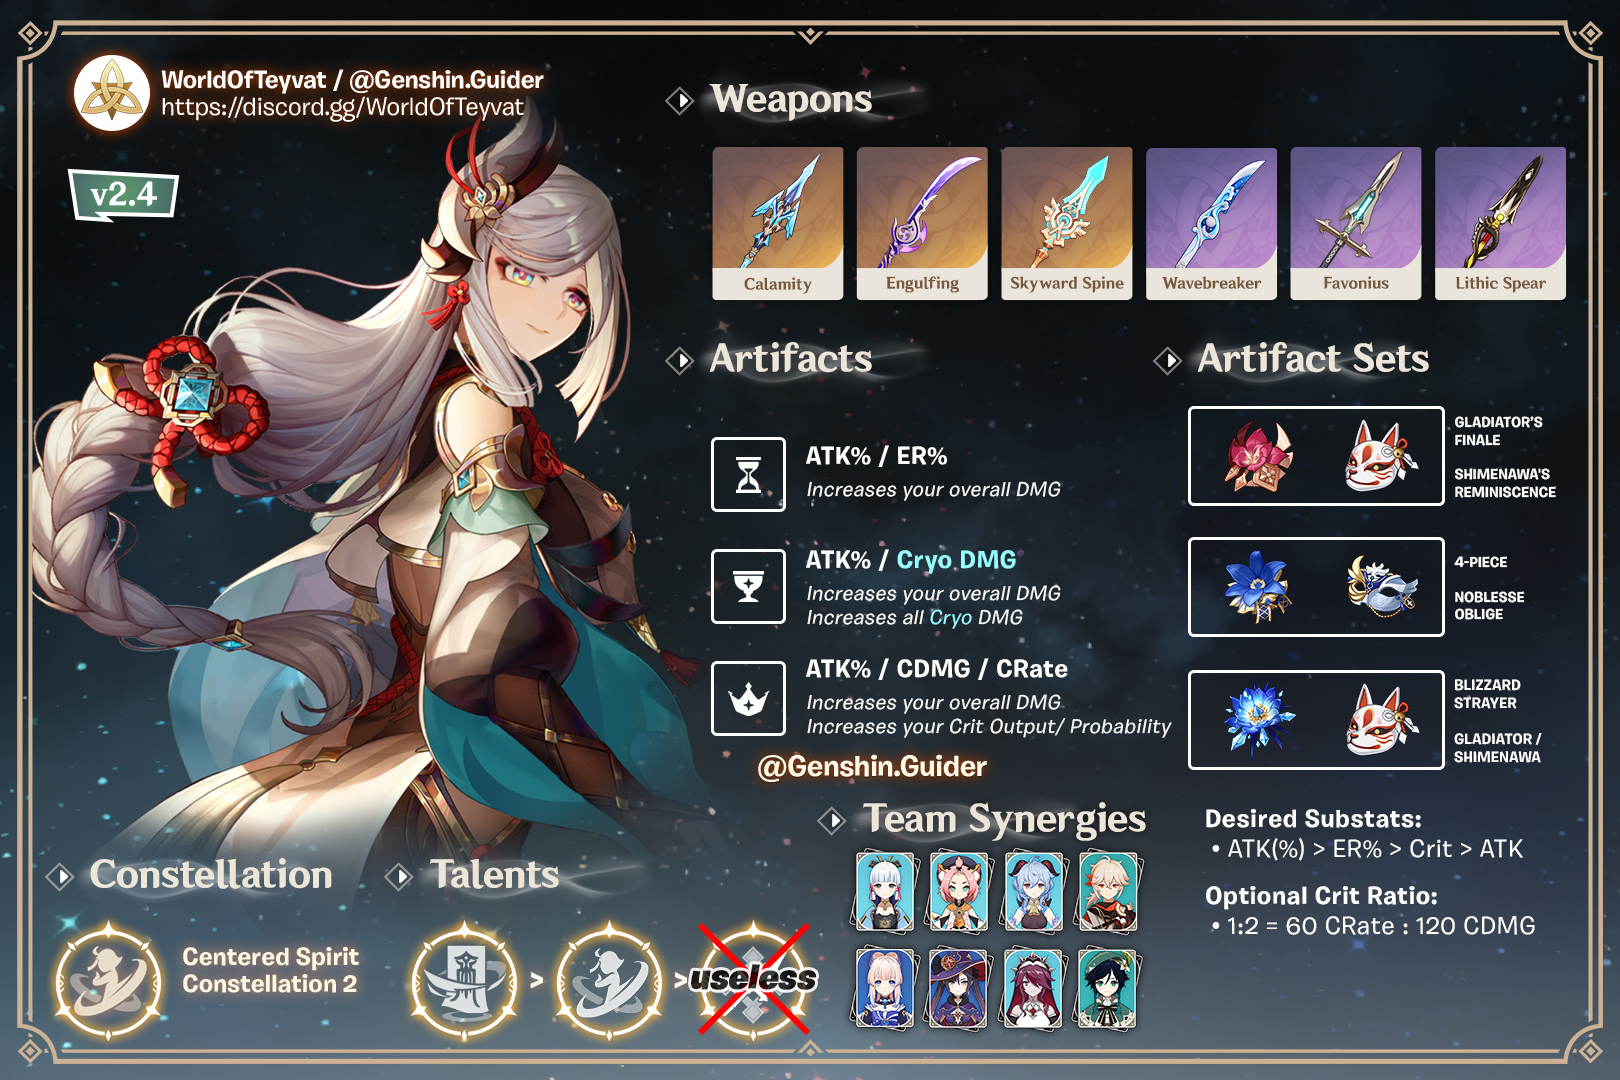 WorldOfTeyvat / @Genshin.Guider
https://discord.gg/WorldOfTeyvat
v2.4
Weapons
Calamity
Engulfing
Skyward Spine
Wavebreaker
Favonius
Lithic Spear
Artifacts
ATK% / ER%
Increases your overall DMG
ATK% / Cryo DMG
Increases your overall DMG
Increases all Cryo DMG
ATK% / CDMG / CRate
Increases your overall DMG
Increases your Crit Output/ Probability
@Genshin.Guider
Artifact Sets
GLADIATOR'S
FINALE
SHIMENAWA'S
REMINISCENCE
4-PIECE
NOBLESSE
OBLIGE
BLIZZARD
STRAYER
GLADIATOR /
SHIMENAWA
Team Synergies
Desired Substats:
• ATK(%) > ER% > Crit > ATK
Optional Crit Ratio:
• 1:2 = 60 CRate : 120 CDMG
Constellation
Centered Spirit
Constellation 2
Talents
> > useless